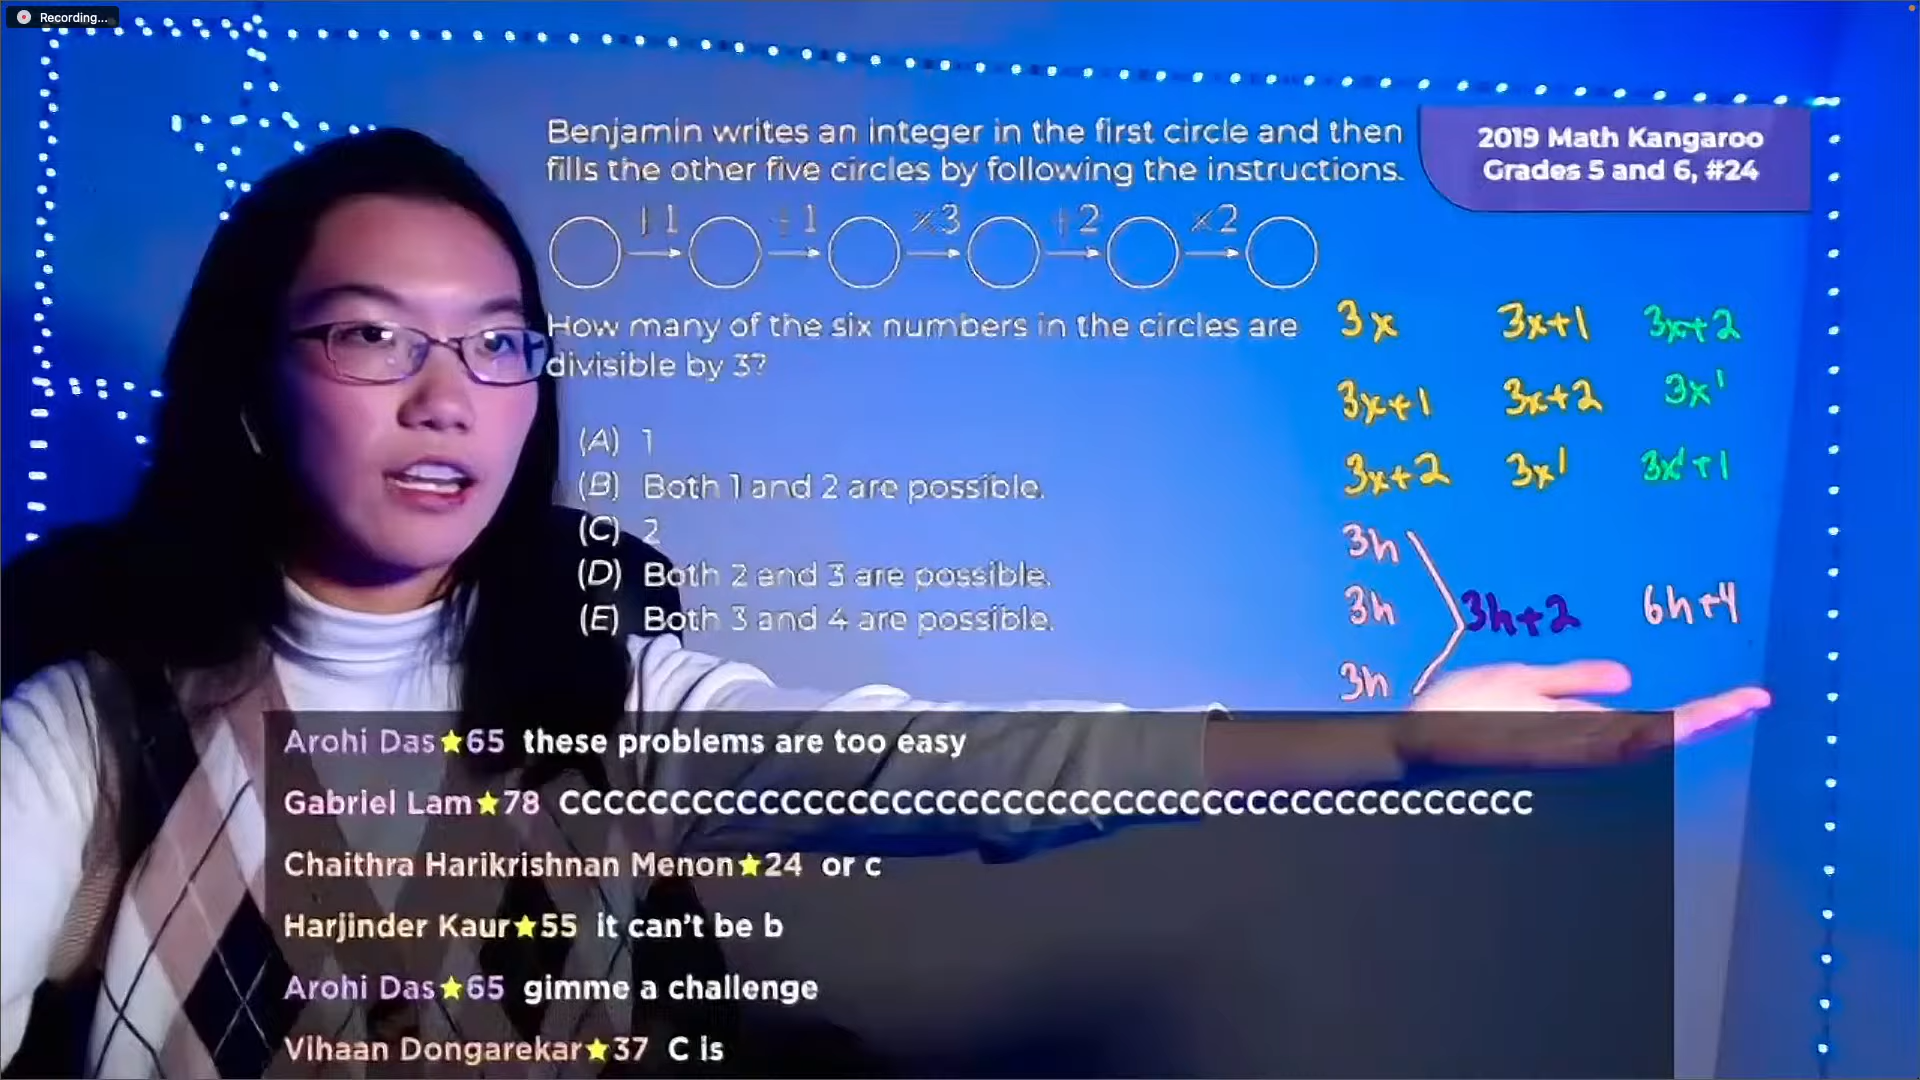 Recording...
Benjamin writes an integer in the first circle and then
fills the other five circles by following the instructions.
2019 Math Kangaroo
Grades 5 and 6, #24
+1 +1 ×3 +2 ×2
How many of the six numbers in the circles are
divisible by 3?
(A) 1
(B) Both 1 and 2 are possible.
(C) 2
(D) Both 2 and 3 are possible.
(E) Both 3 and 4 are possible.
3x 3x+1 3x+2
3x+1 3x+2 3x'
3x+2 3x' 3x'+1
3n
3n 3n+2 6n+4
3n
Arohi Das★65 these problems are too easy
Gabriel Lam★78 CCCCCCCCCCCCCCCCCCCCCCCCCCCCCCCCCCCCCCCCCCCC
Chaithra Harikrishnan Menon★24 or c
Harjinder Kaur★55 it can't be b
Arohi Das★65 gimme a challenge
Vihaan Dongarekar★37 C is